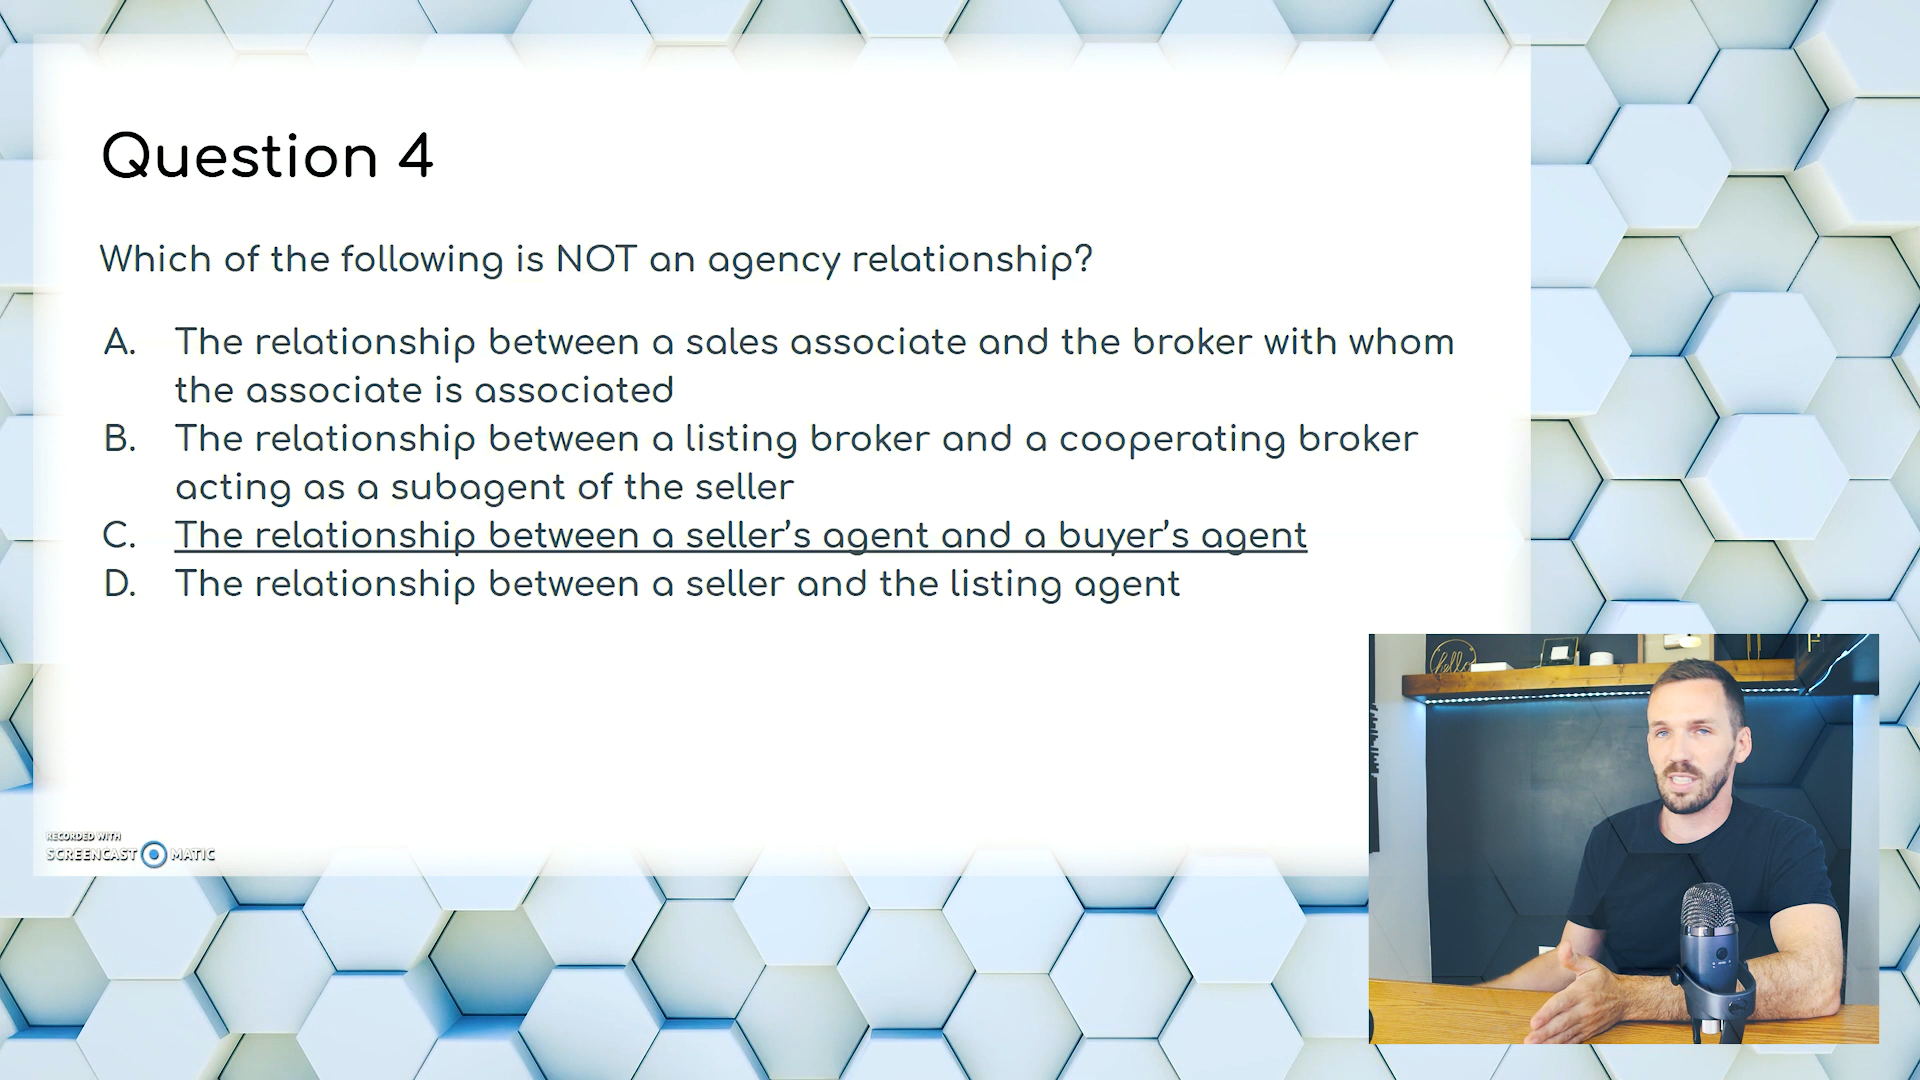 Question 4
Which of the following is NOT an agency relationship?
A. The relationship between a sales associate and the broker with whom
the associate is associated
B. The relationship between a listing broker and a cooperating broker
acting as a subagent of the seller
C. The relationship between a seller’s agent and a buyer’s agent
D. The relationship between a seller and the listing agent
hello
RECORDED WITH
SCREENCAST MATIC